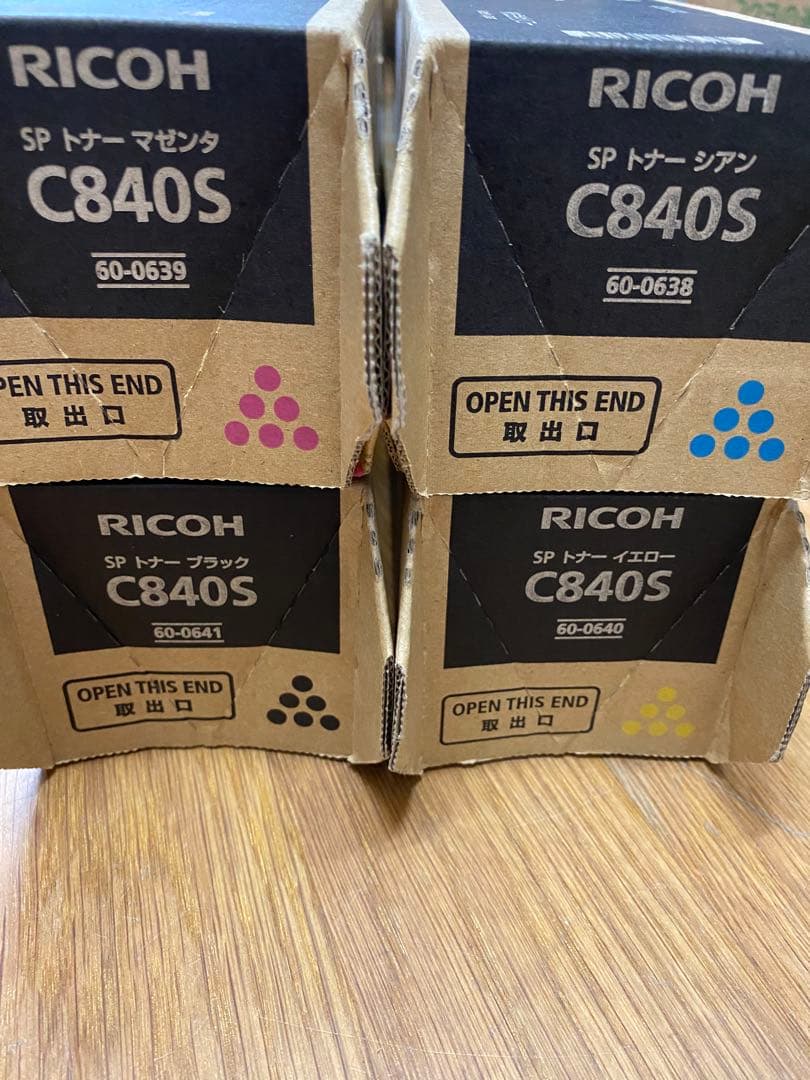 RICOH
SP トナー マゼンタ
C840S
60-0639
PEN THIS END
取出口
RICOH
SP トナー シアン
C840S
60-0638
OPEN THIS END
取出口
RICOH
SP トナー ブラック
C840S
60-0641
OPEN THIS END
取出口
RICOH
SP トナー イエロー
C840S
60-0640
OPEN THIS END
取出口